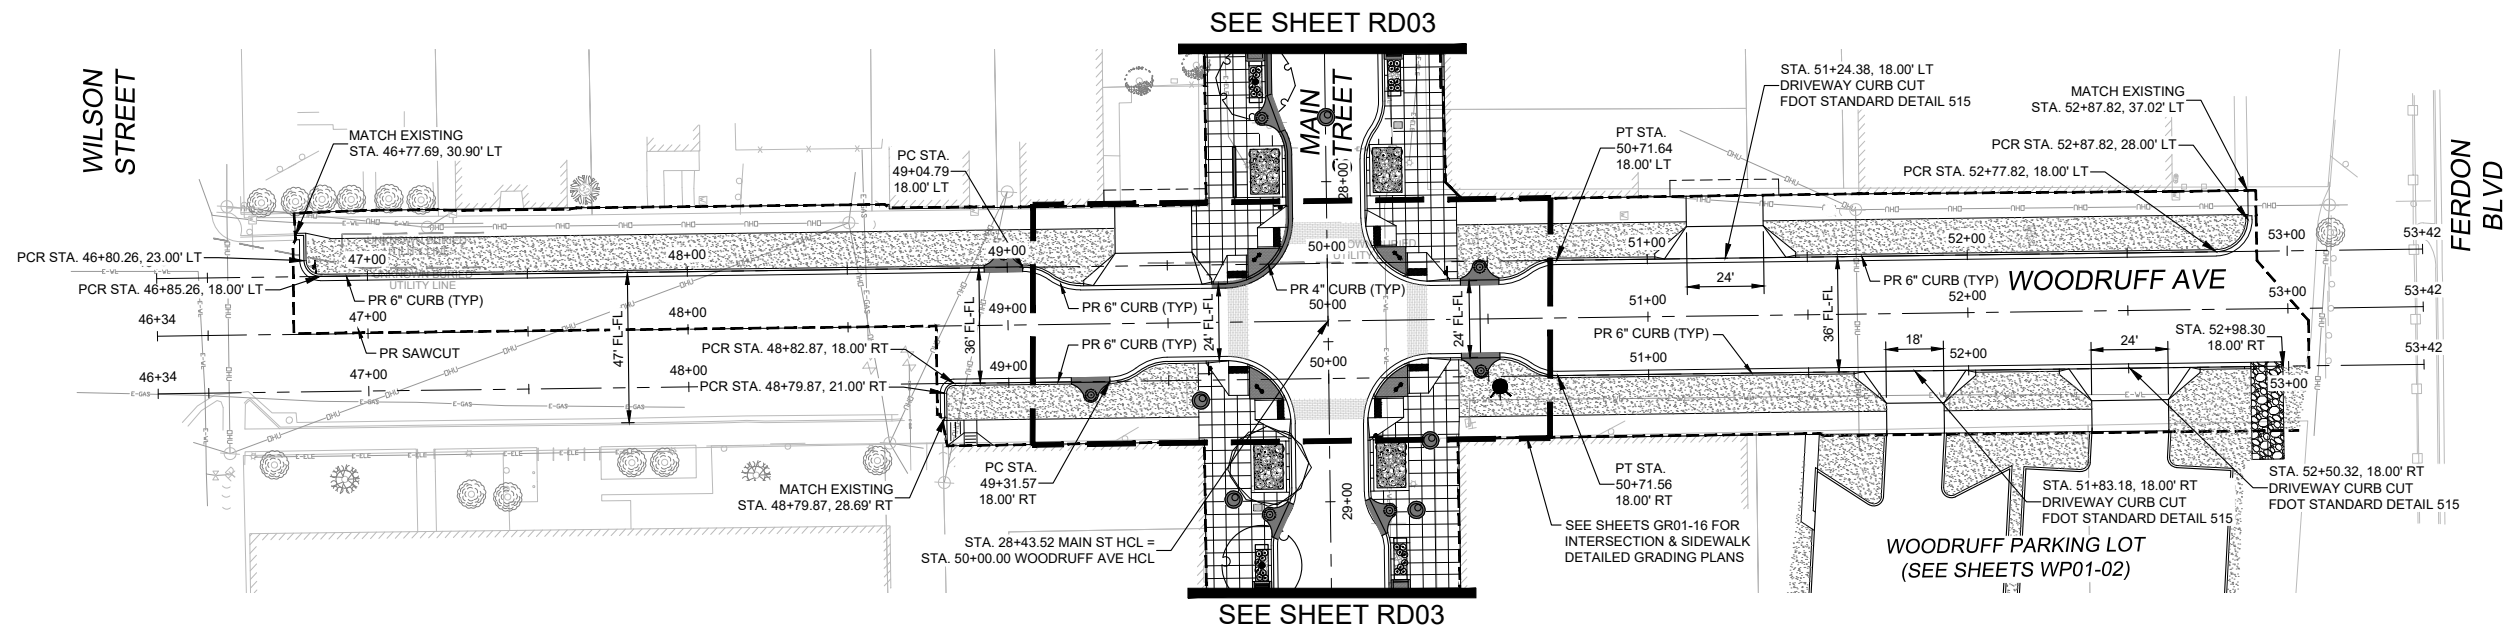 SEE SHEET RD03
WILSON
STREET
MATCH EXISTING
STA. 46+77.69, 30.90' LT
PC STA.
49+04.79
18.00' LT
MAIN
STREET
28+00
STA. 51+24.38, 18.00' LT
DRIVEWAY CURB CUT
FDOT STANDARD DETAIL 515
PT STA.
50+71.64
18.00' LT
MATCH EXISTING
STA. 52+87.82, 37.02' LT
PCR STA. 52+87.82, 28.00' LT
PCR STA. 52+77.82, 18.00' LT
FERDON
BLVD
PCR STA. 46+80.26, 23.00' LT
PCR STA. 46+85.26, 18.00' LT
47+00
48+00
49+00
50+00
51+00
52+00
53+00
53+42
UTILITY LINE
PR 6" CURB (TYP)
PR 6" CURB (TYP)
PR 4" CURB (TYP)
24'
PR 6" CURB (TYP)
WOODRUFF AVE
46+34
47+00
48+00
49+00
50+00
51+00
52+00
53+00
53+42
PR SAWCUT
47' FL-FL
36' FL-FL
24' FL-FL
24' FL-FL
36' FL-FL
PCR STA. 48+82.87, 18.00' RT
PR 6" CURB (TYP)
PR 6" CURB (TYP)
18'
24'
STA. 52+98.30
18.00' RT
46+34
47+00
48+00
49+00
50+00
51+00
52+00
53+00
53+42
PCR STA. 48+79.87, 21.00' RT
E-GAS
E-GAS
E-GAS
E-GAS
E-ELE
E-ELE
E-ELE
E-ELE
MATCH EXISTING
STA. 48+79.87, 28.69' RT
PC STA.
49+31.57
18.00' RT
29+00
PT STA.
50+71.56
18.00' RT
STA. 51+83.18, 18.00' RT
DRIVEWAY CURB CUT
FDOT STANDARD DETAIL 515
STA. 52+50.32, 18.00' RT
DRIVEWAY CURB CUT
FDOT STANDARD DETAIL 515
STA. 28+43.52 MAIN ST HCL =
STA. 50+00.00 WOODRUFF AVE HCL
SEE SHEETS GR01-16 FOR
INTERSECTION & SIDEWALK
DETAILED GRADING PLANS
WOODRUFF PARKING LOT
(SEE SHEETS WP01-02)
SEE SHEET RD03